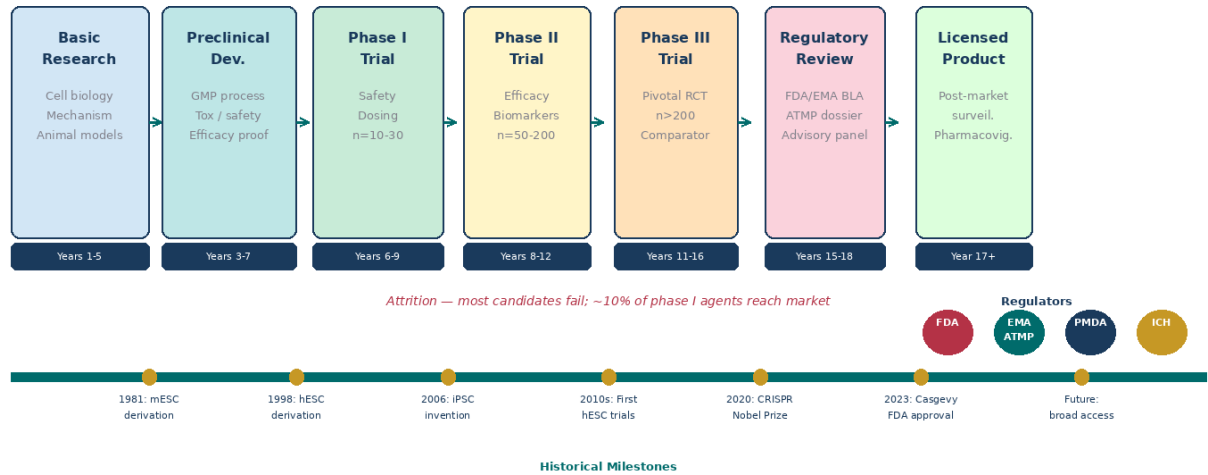 Basic
Research
Cell biology
Mechanism
Animal models
Years 1-5
Preclinical
Dev.
GMP process
Tox / safety
Efficacy proof
Years 3-7
Phase I
Trial
Safety
Dosing
n=10-30
Years 6-9
Phase II
Trial
Efficacy
Biomarkers
n=50-200
Years 8-12
Phase III
Trial
Pivotal RCT
n>200
Comparator
Years 11-16
Regulatory
Review
FDA/EMA BLA
ATMP dossier
Advisory panel
Years 15-18
Licensed
Product
Post-market
surveil.
Pharmacovig.
Year 17+
Attrition — most candidates fail; ~10% of phase I agents reach market
Regulators
FDA
EMA
ATMP
PMDA
ICH
1981: mESC
derivation
1998: hESC
derivation
2006: iPSC
invention
2010s: First
hESC trials
2020: CRISPR
Nobel Prize
2023: Casgevy
FDA approval
Future:
broad access
Historical Milestones